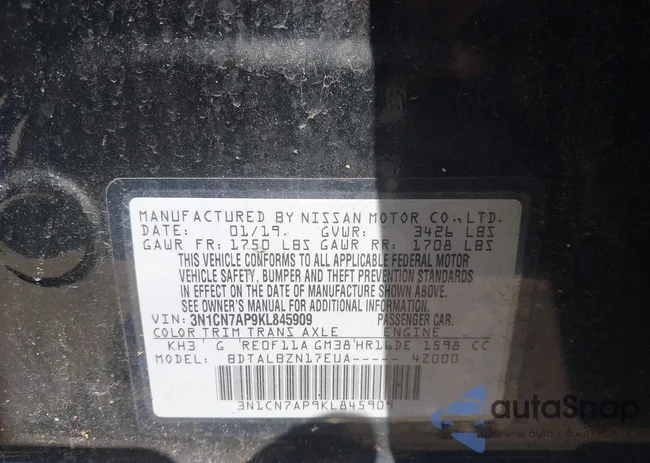 MANUFACTURED BY NISSAN MOTOR CO.,LTD.
DATE: 01/19. GVWR: 3426 LBS
GAWR FR: 1750 LBS GAWR RR: 1708 LBS
THIS VEHICLE CONFORMS TO ALL APPLICABLE FEDERAL MOTOR
VEHICLE SAFETY, BUMPER AND THEFT PREVENTION STANDARDS
IN EFFECT ON THE DATE OF MANUFACTURE SHOWN ABOVE.
SEE OWNER'S MANUAL FOR ADDITIONAL INFORMATION.
VIN: 3N1CN7AP9KL845909 PASSENGER CAR.
COLOR TRIM TRANS AXLE ENGINE
KH3 G RE0F11A GM38 HR16DE 1598 CC
MODEL: BDTALBZN17EUA----- 4Z000
3N1CN7AP9KL845909
autaSnap